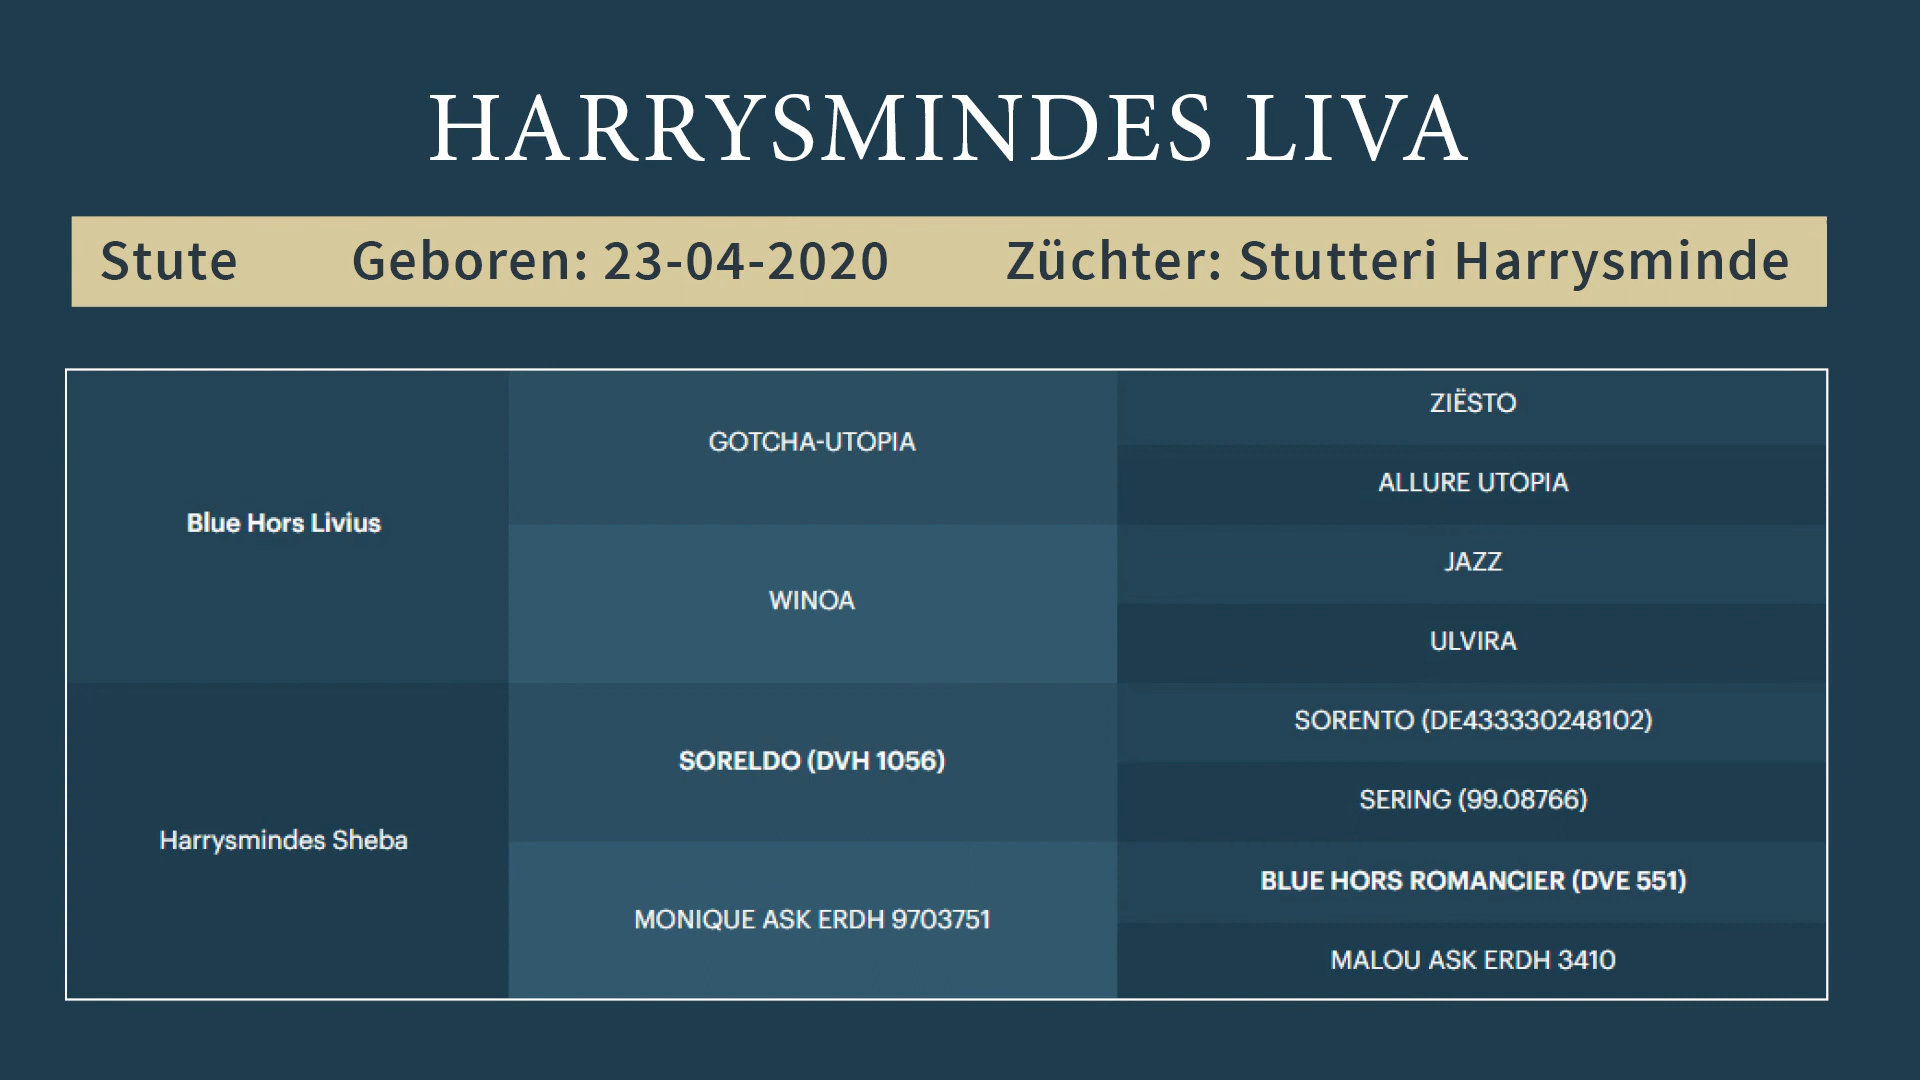 HARRYSMINDES LIVA
Stute Geboren: 23-04-2020 Züchter: Stutteri Harrysminde
Blue Hors Livius
GOTCHA-UTOPIA
ZIËSTO
ALLURE UTOPIA
WINOA
JAZZ
ULVIRA
Harrysmindes Sheba
SORELDO (DVH 1056)
SORENTO (DE433330248102)
SERING (99.08766)
MONIQUE ASK ERDH 9703751
BLUE HORS ROMANCIER (DVE 551)
MALOU ASK ERDH 3410